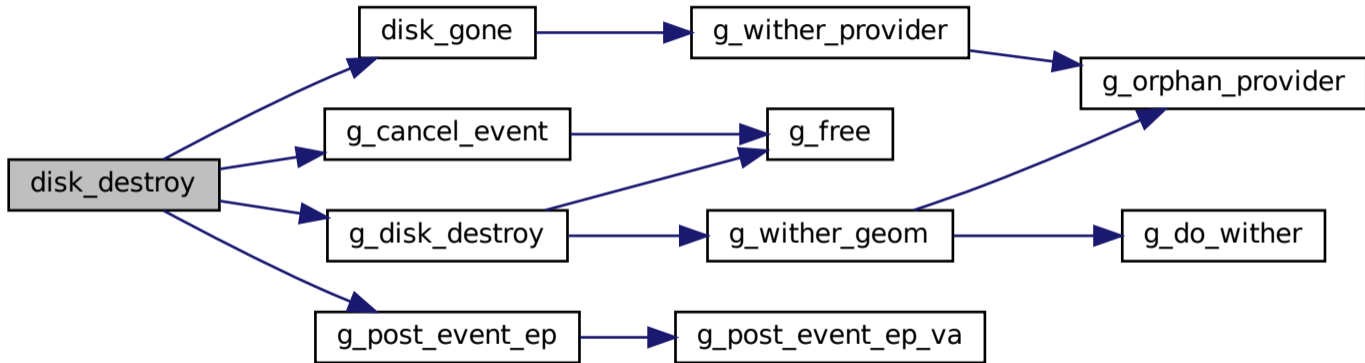 disk_gone
g_wither_provider
g_orphan_provider
g_cancel_event
g_free
disk_destroy
g_disk_destroy
g_wither_geom
g_do_wither
g_post_event_ep
g_post_event_ep_va